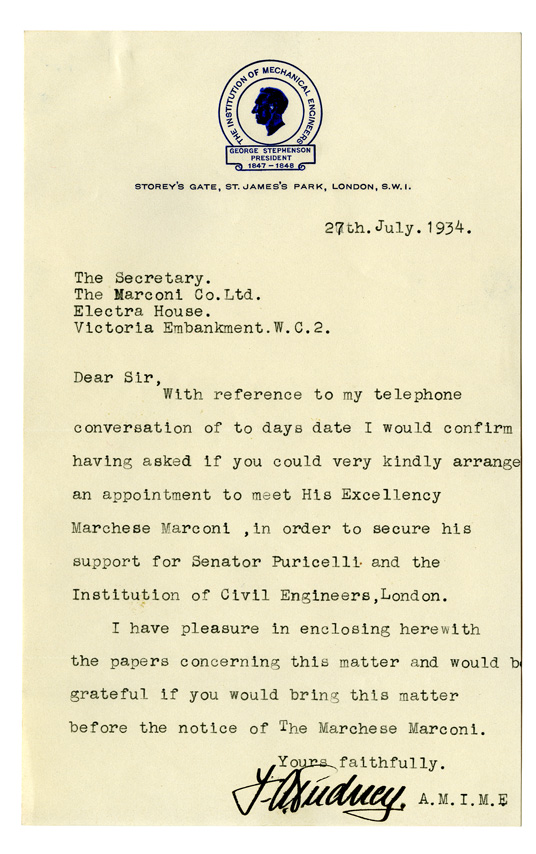 THE INSTITUTION OF MECHANICAL ENGINEERS
GEORGE STEPHENSON
PRESIDENT
1847-1848
STOREY'S GATE, ST. JAMES'S PARK, LONDON, S.W.1.
27th. July. 1934.
The Secretary.
The Marconi Co.Ltd.
Electra House.
Victoria Embankment.W.C.2.
Dear Sir,
With reference to my telephone
conversation of to days date I would confirm
having asked if you could very kindly arrange
an appointment to meet His Excellency
Marchese Marconi ,in order to secure his
support for Senator Puricelli and the
Institution of Civil Engineers,London.
I have pleasure in enclosing herewith
the papers concerning this matter and would be
grateful if you would bring this matter
before the notice of The Marchese Marconi.
Yours faithfully.
A.M.I.M.E